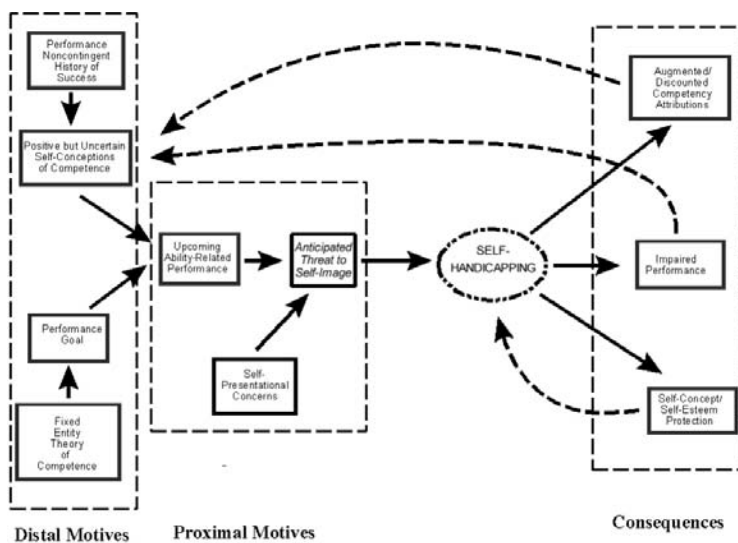 Performance
Noncontingent
History of
Success
Positive but Uncertain
Self-Conceptions
of Competence
Performance
Goal
Fixed
Entity
Theory
of
Competence
Upcoming
Ability-Related
Performance
Anticipated
Threat to
Self-Image
Self-
Presentational
Concerns
SELF-
HANDICAPPING
Augmented/
Discounted
Competency
Attributions
Impaired
Performance
Self-Concept/
Self-Esteem
Protection
Distal Motives
Proximal Motives
Consequences